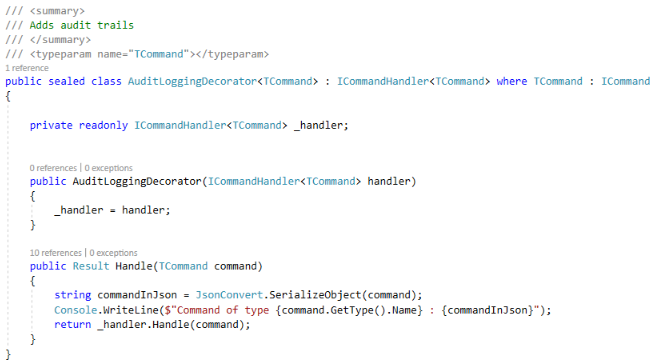 /// <summary>
/// Adds audit trails
/// </summary>
/// <typeparam name="TCommand"></typeparam>
1 reference
public sealed class AuditLoggingDecorator<TCommand> : ICommandHandler<TCommand> where TCommand : ICommand
{
private readonly ICommandHandler<TCommand> _handler;
0 references | 0 exceptions
public AuditLoggingDecorator(ICommandHandler<TCommand> handler)
{
_handler = handler;
}
10 references | 0 exceptions
public Result Handle(TCommand command)
{
string commandInJson = JsonConvert.SerializeObject(command);
Console.WriteLine($"Command of type {command.GetType().Name} : {commandInJson}");
return _handler.Handle(command);
}
}